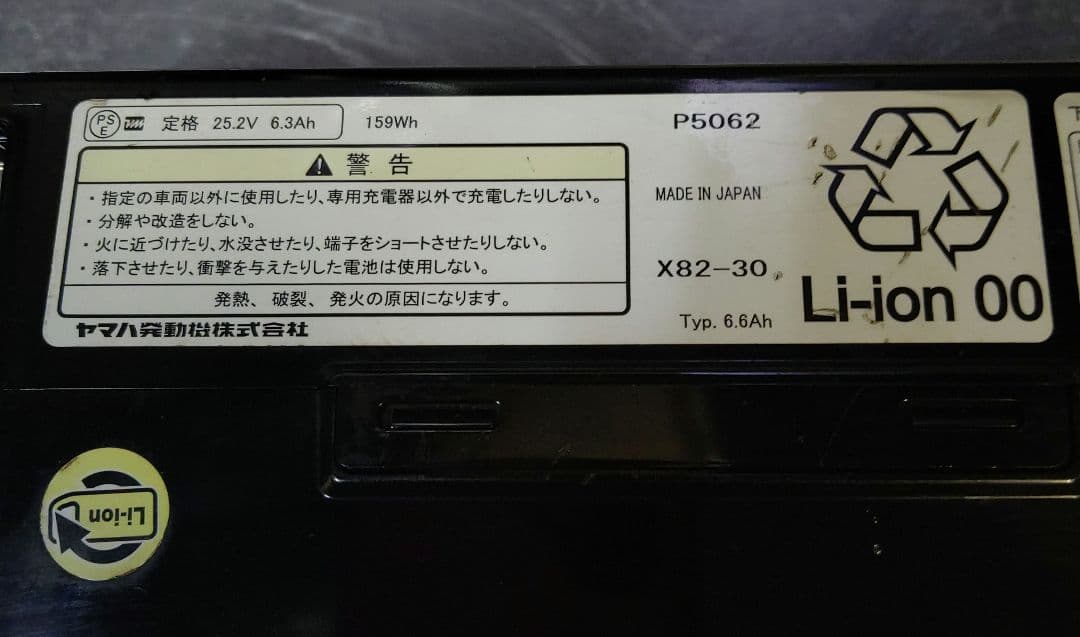 PS E 定格 25.2V 6.3Ah 159Wh
警告
・指定の車両以外に使用したり、専用充電器以外で充電したりしない。
・分解や改造をしない。
・火に近づけたり、水没させたり、端子をショートさせたりしない。
・落下させたり、衝撃を与えたりした電池は使用しない。
発熱、破裂、発火の原因になります。
ヤマハ発動機株式会社
P5062
MADE IN JAPAN
X82-30
Typ. 6.6Ah
Li-ion 00
Li-ion